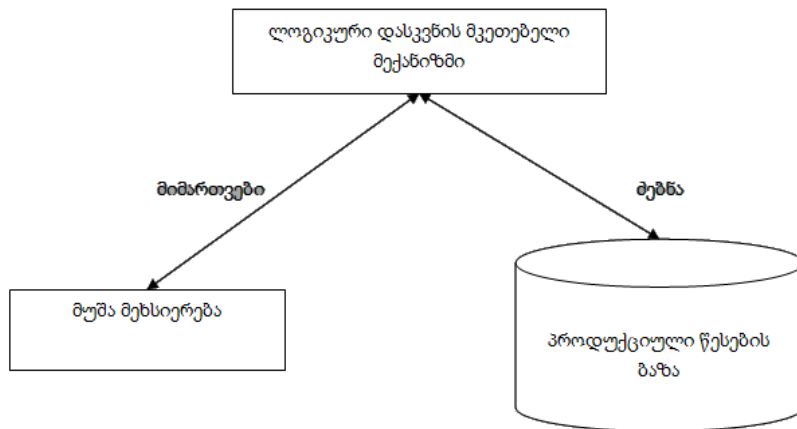 ლოგიკური დასკვნის მკეთებელი
მექანიზმი
მიმართვები
ძებნა
მუშა მეხსიერება
პროდუქციული წესების
ბაზა